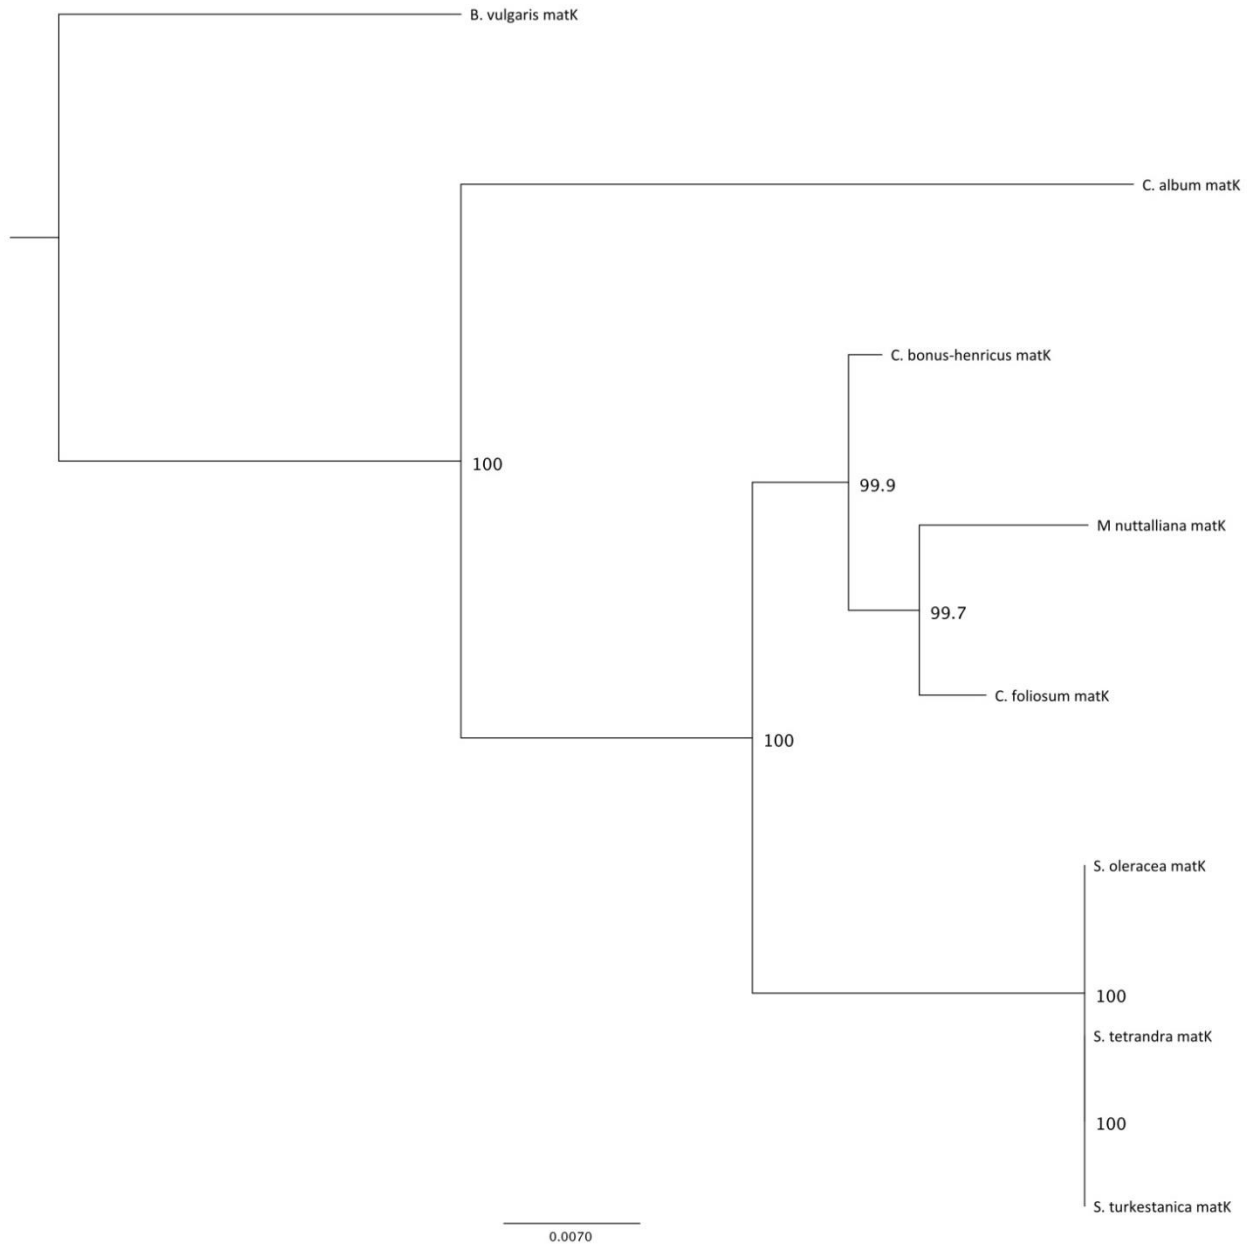 B. vulgaris matK
C. album matK
C. bonus-henricus matK
100
99.9
M nuttalliana matK
99.7
C. foliosum matK
100
S. oleracea matK
100
S. tetrandra matK
100
S. turkestanica matK
0.0070